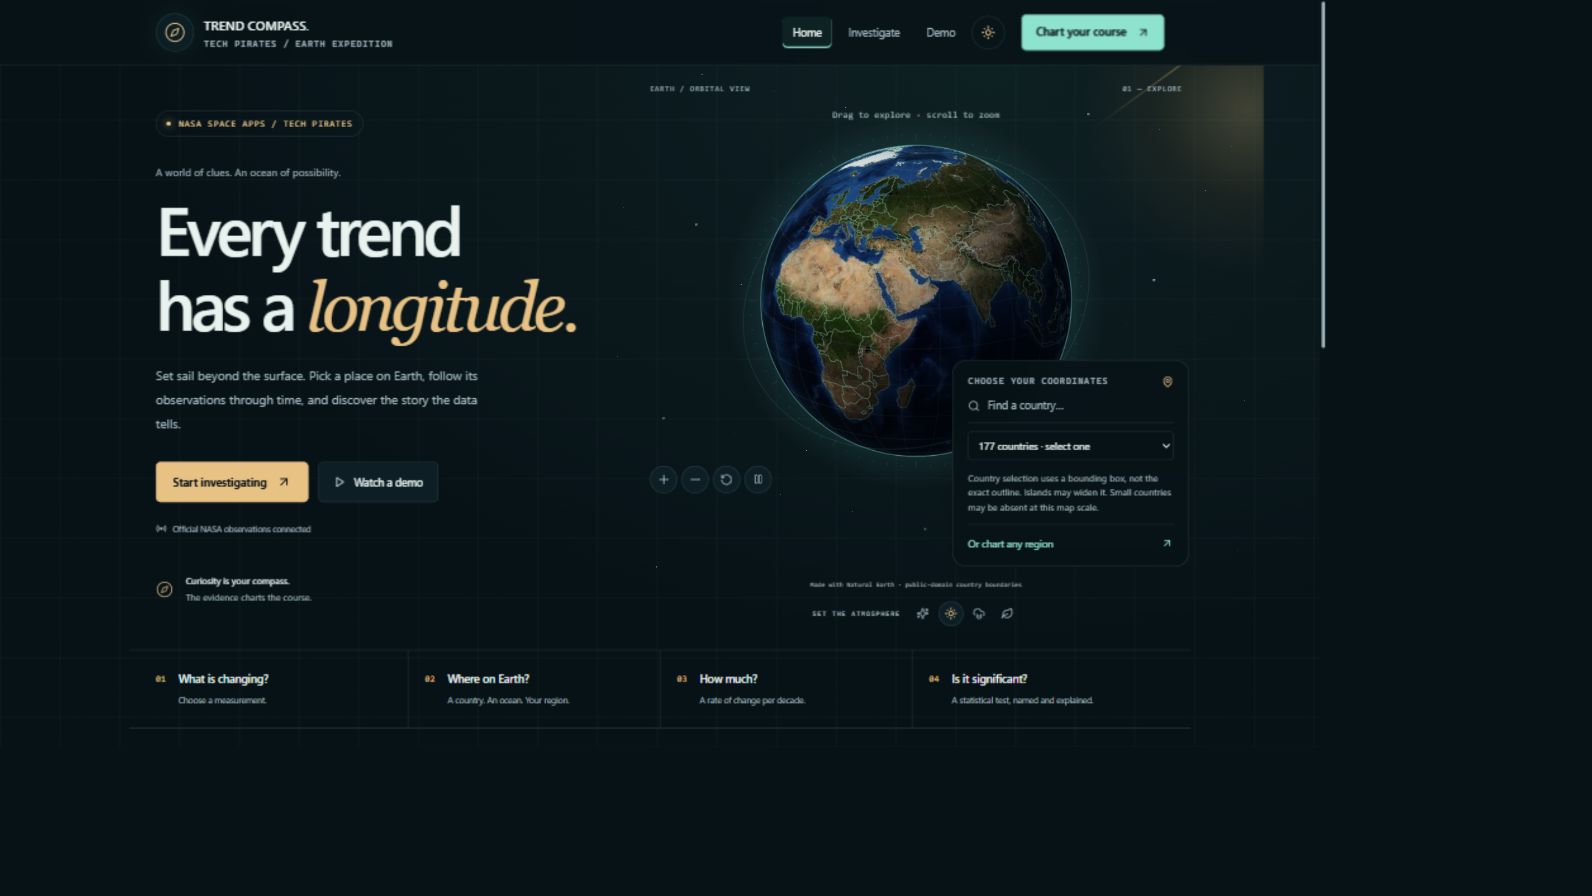 TREND COMPASS.
TECH PIRATES / EARTH EXPEDITION
Home
Investigate
Demo
Chart your course
EARTH / ORBITAL VIEW
01 — EXPLORE
Drag to explore · scroll to zoom
NASA SPACE APPS / TECH PIRATES
A world of clues. An ocean of possibility.
Every trend
has a longitude.
Set sail beyond the surface. Pick a place on Earth, follow its
observations through time, and discover the story the data
tells.
Start investigating
Watch a demo
Official NASA observations connected
Curiosity is your compass.
The evidence charts the course.
CHOOSE YOUR COORDINATES
Find a country...
177 countries · select one
Country selection uses a bounding box, not the
exact outline. Islands may widen it. Small countries
may be absent at this map scale.
Or chart any region
Made with Natural Earth · public-domain country boundaries
SET THE ATMOSPHERE
01 What is changing?
Choose a measurement.
02 Where on Earth?
A country. An ocean. Your region.
03 How much?
A rate of change per decade.
04 Is it significant?
A statistical test, named and explained.